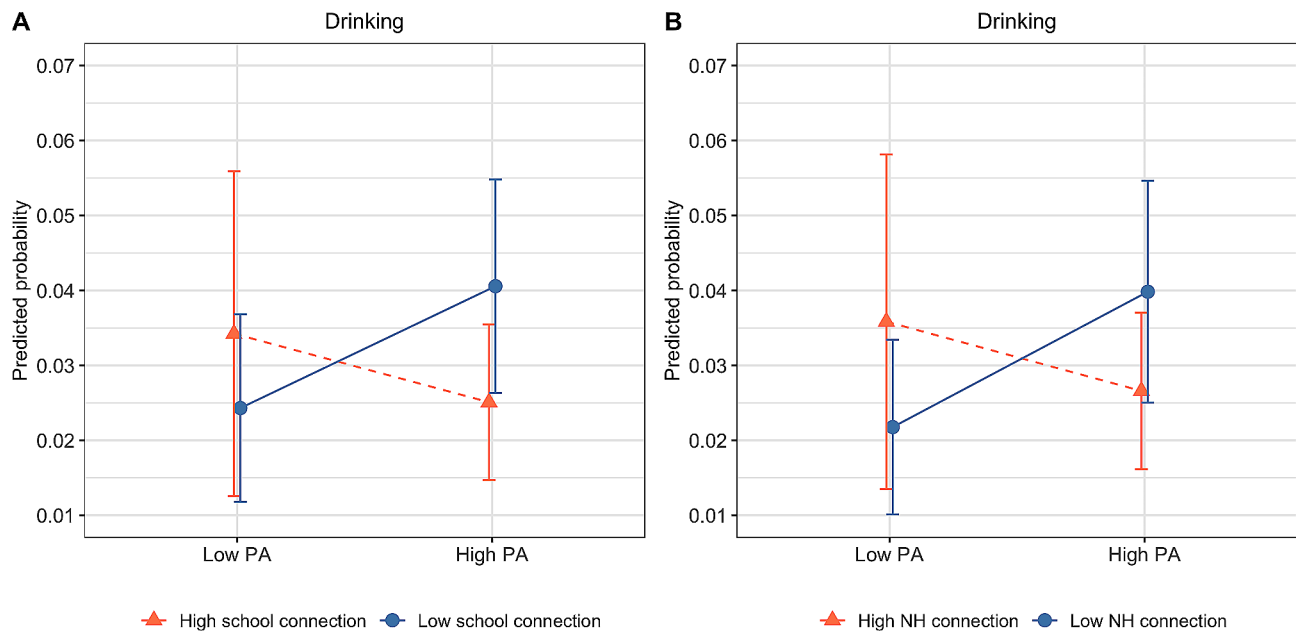 A
Drinking
Predicted probability
0.07
0.06
0.05
0.04
0.03
0.02
0.01
Low PA
High PA
High school connection
Low school connection
B
Drinking
Predicted probability
0.07
0.06
0.05
0.04
0.03
0.02
0.01
Low PA
High PA
High NH connection
Low NH connection